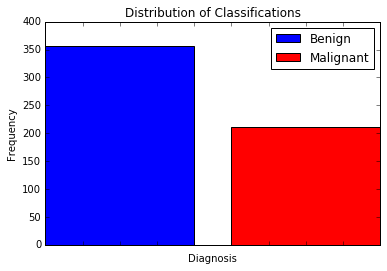 Distribution of Classifications
400
350
300
250
200
150
100
50
0
Frequency
Benign
Malignant
Diagnosis